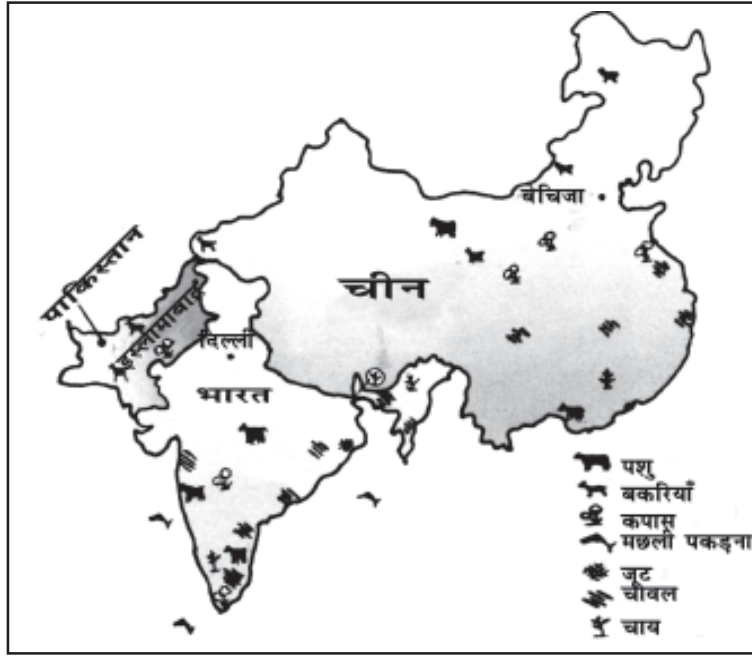 बेचिजा
पाकिस्तान
चीन
इस्लामाबाद
दिल्ली
भारत
पशु
बकरियाँ
कपास
मछली पकड़ना
जूट
चीवल
चाय